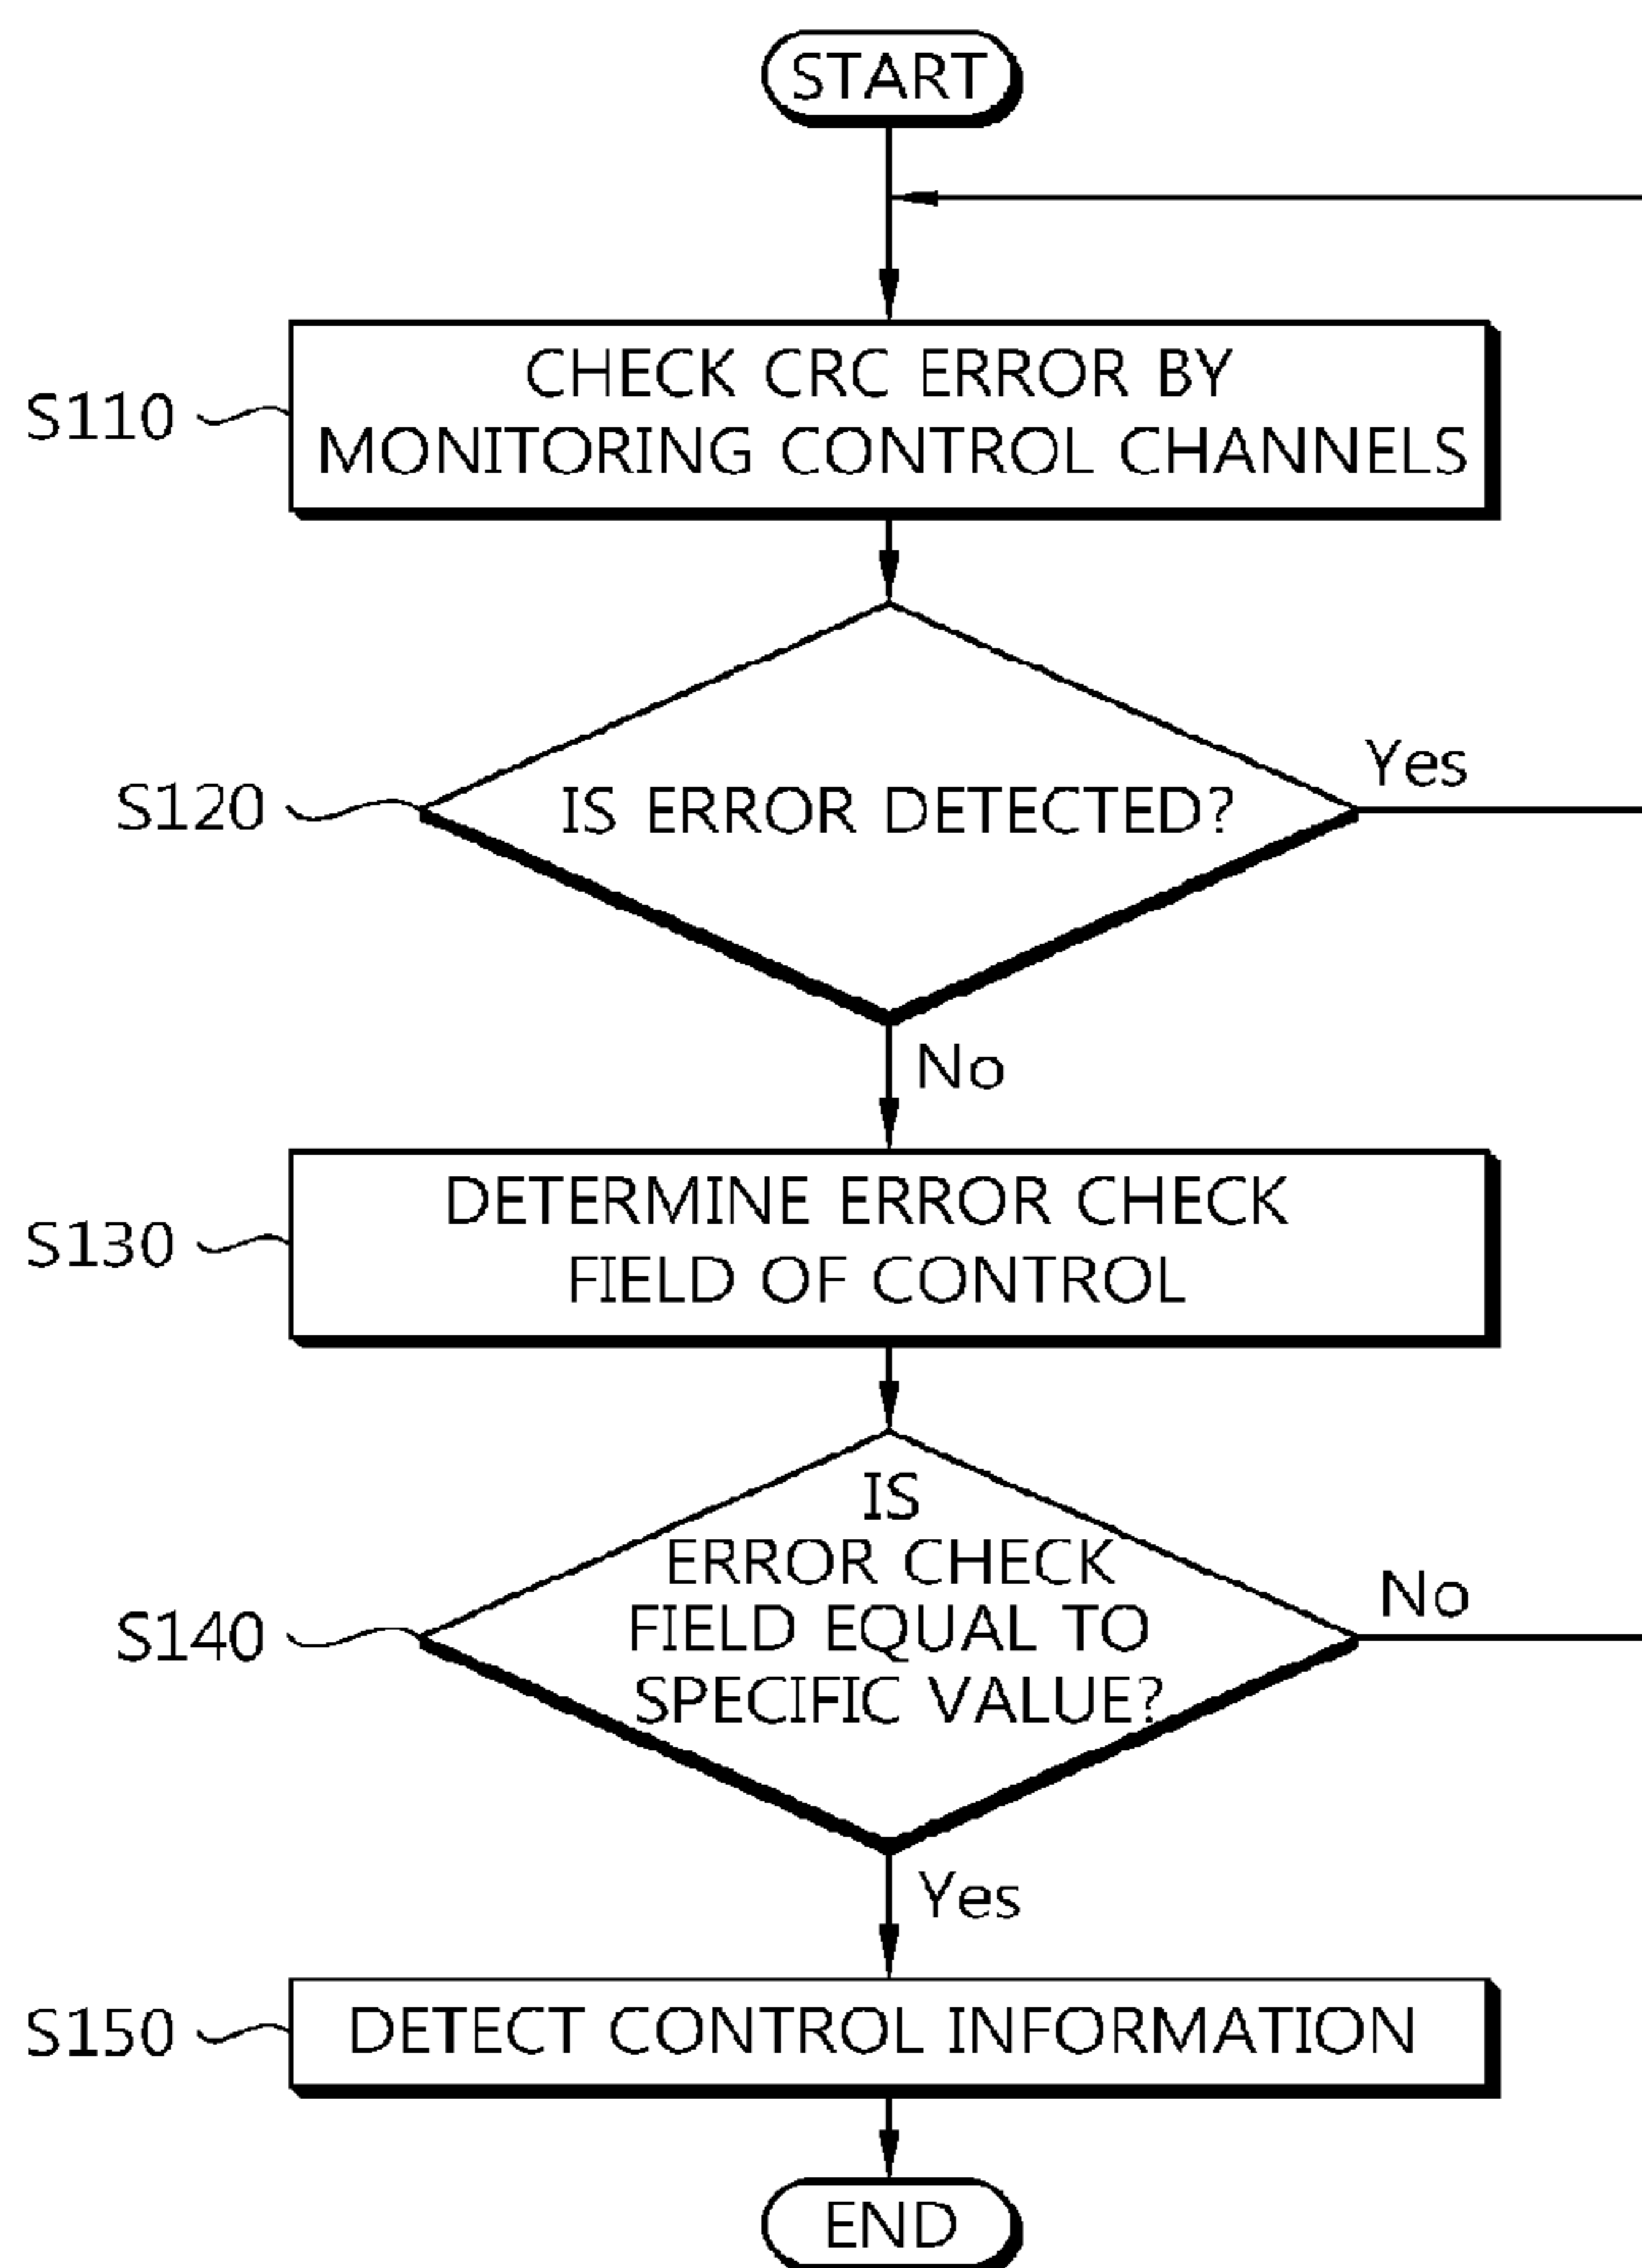 START
S110
CHECK CRC ERROR BY
MONITORING CONTROL CHANNELS
S120
IS ERROR DETECTED?
Yes
No
S130
DETERMINE ERROR CHECK
FIELD OF CONTROL
S140
IS
ERROR CHECK
FIELD EQUAL TO
SPECIFIC VALUE?
No
Yes
S150
DETECT CONTROL INFORMATION
END